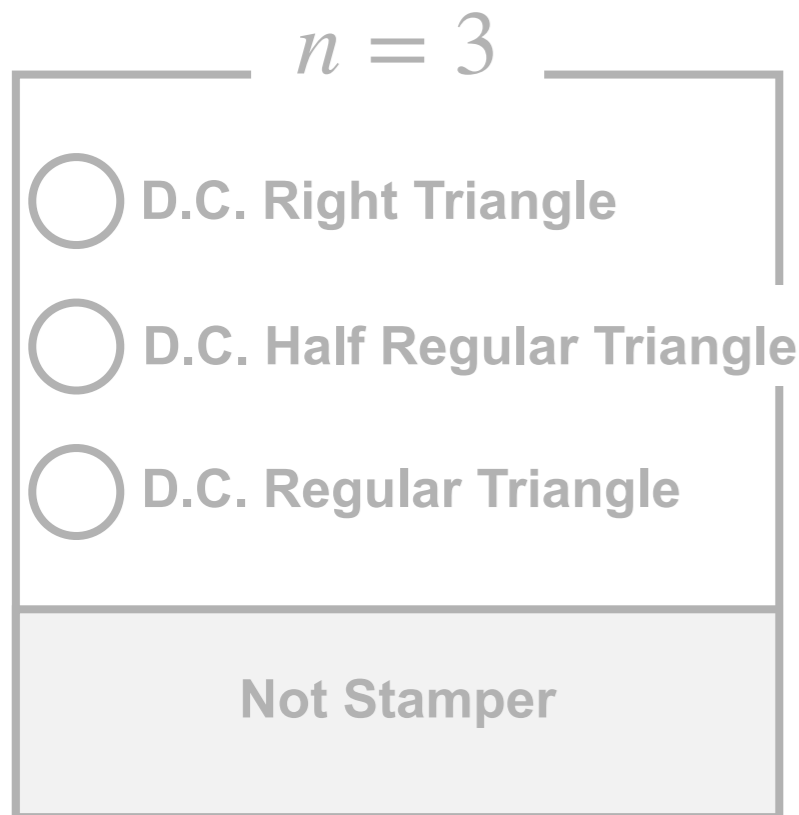 n = 3
D.C. Right Triangle
D.C. Half Regular Triangle
D.C. Regular Triangle
Not Stamper